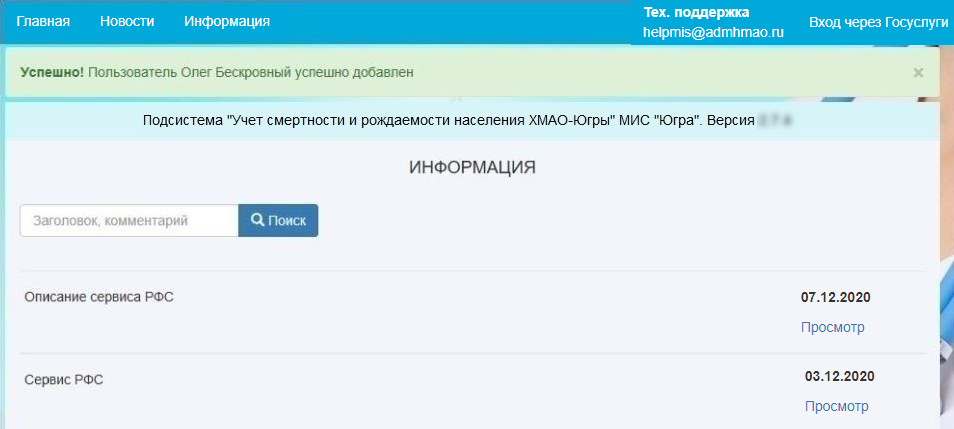 Главная Новости Информация
Тех. поддержка
helpmis@admhmao.ru
Вход через Госуслуги
Успешно! Пользователь Олег Бескровный успешно добавлен ×
Подсистема "Учет смертности и рождаемости населения ХМАО-Югры" МИС "Югра". Версия
ИНФОРМАЦИЯ
Заголовок, комментарий Поиск
Описание сервиса РФС 07.12.2020
Просмотр
Сервис РФС 03.12.2020
Просмотр